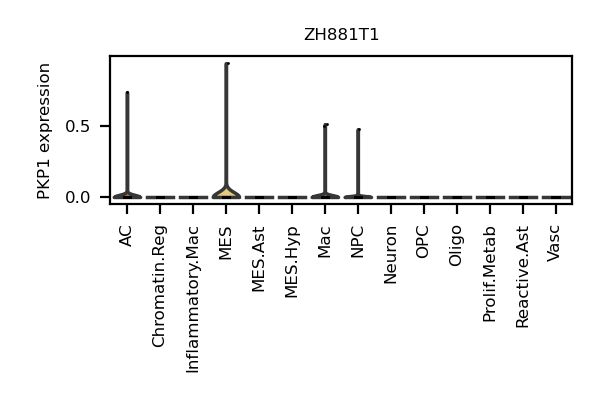 ZH881T1
PKP1 expression
0.5
0.0
AC
Chromatin.Reg
Inflammatory.Mac
MES
MES.Ast
MES.Hyp
Mac
NPC
Neuron
OPC
Oligo
Prolif.Metab
Reactive.Ast
Vasc